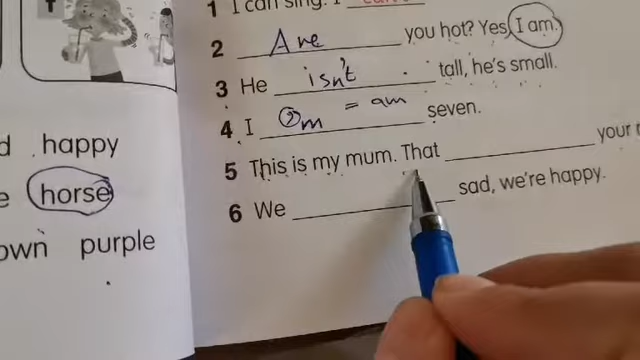 1 I can sing. I
2 Are you hot? Yes, I am.
3 He isn't tall, he's small.
4 I 'm = am seven.
5 This is my mum. That your
6 We sad, we're happy.
happy
horse
own purple